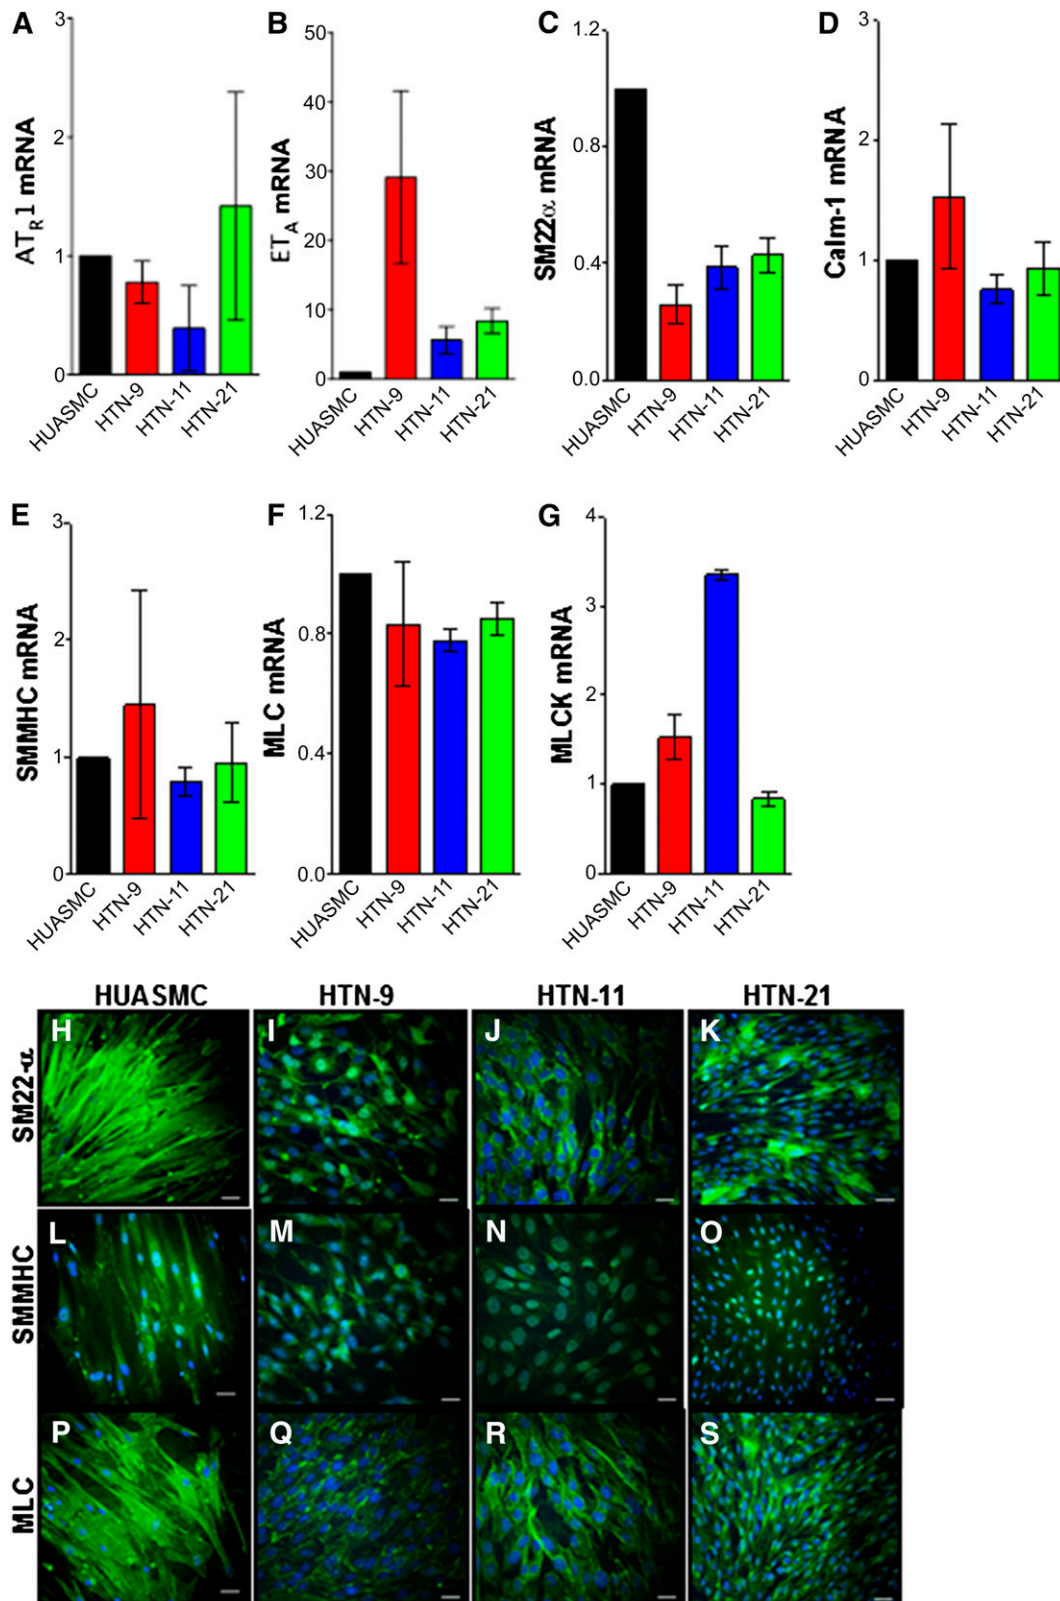 A
B
C
D
3
2
1
0
AT_R1 mRNA
HUASMC
HTN-9
HTN-11
HTN-21
50
40
30
20
10
0
ET_A mRNA
HUASMC
HTN-9
HTN-11
HTN-21
1.2
0.8
0.4
0.0
SM22α mRNA
HUASMC
HTN-9
HTN-11
HTN-21
3
2
1
0
Calm-1 mRNA
HUASMC
HTN-9
HTN-11
HTN-21
E
F
G
3
2
1
0
SMMHC mRNA
HUASMC
HTN-9
HTN-11
HTN-21
1.2
0.8
0.4
0.0
MLC mRNA
HUASMC
HTN-9
HTN-11
HTN-21
4
3
2
1
0
MLCK mRNA
HUASMC
HTN-9
HTN-11
HTN-21
HUASMC HTN-9 HTN-11 HTN-21
SM22-α
H I J K
SMMHC
L M N O
MLC
P Q R S